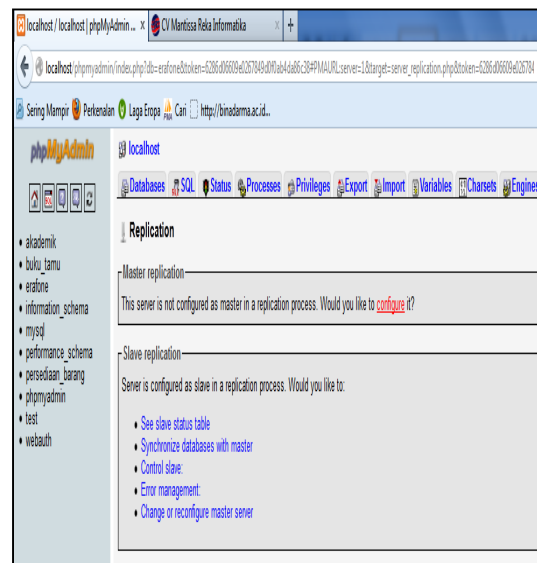 localhost / localhost | phpMyAdmin ... x CV Mantissa Reka Informatika x +
localhost/phpmyadmin/index.php?db=erafone&token=6286d06609e0267849d0f0ab4da86c38#PMAURL:server=1&target=server_replication.php&token=6286d06609e026784
Sering Mampir Perkenalan Laga Eropa Cari http://binadarma.ac.id...
phpMyAdmin
akademik
buku_tamu
erafone
information_schema
mysql
performance_schema
persediaan_barang
phpmyadmin
test
webauth
localhost
Databases SQL Status Processes Privileges Export Import Variables Charsets Engines
Replication
Master replication
This server is not configured as master in a replication process. Would you like to configure it?
Slave replication
Server is configured as slave in a replication process. Would you like to:
See slave status table
Synchronize databases with master
Control slave:
Error management:
Change or reconfigure master server